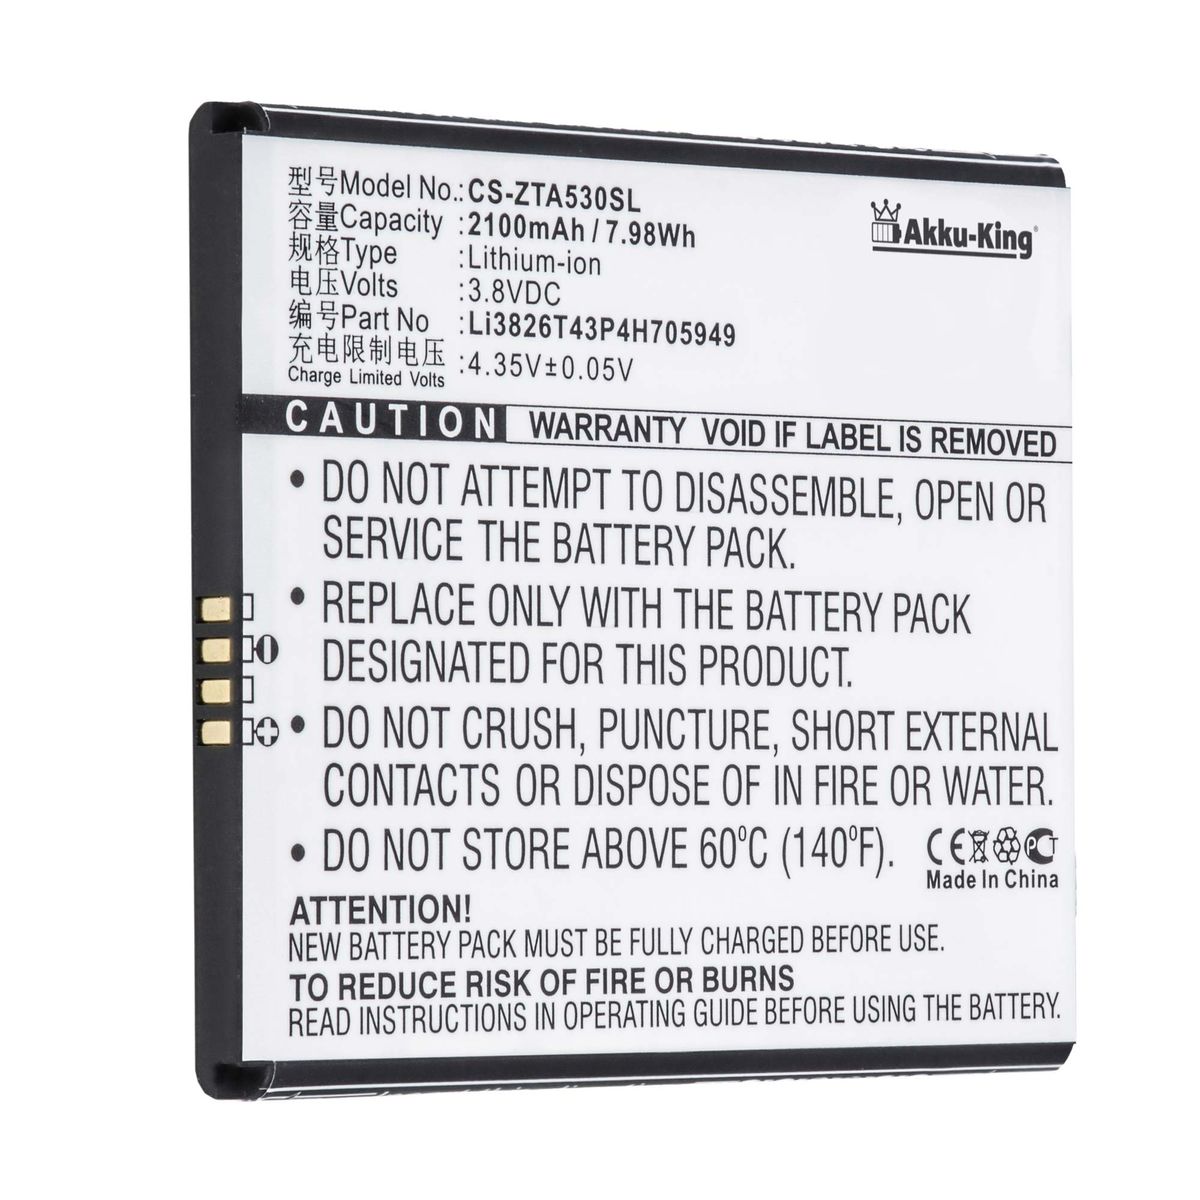 型号Model No.:CS-ZTA530SL
容量Capacity :2100mAh / 7.98Wh
规格Type :Lithium-ion
电压Volts :3.8VDC
编号Part No :Li3826T43P4H705949
充电限制电压 :4.35V±0.05V
Charge Limited Volts
Akku-King®
CAUTION WARRANTY VOID IF LABEL IS REMOVED
• DO NOT ATTEMPT TO DISASSEMBLE, OPEN OR
SERVICE THE BATTERY PACK.
• REPLACE ONLY WITH THE BATTERY PACK
DESIGNATED FOR THIS PRODUCT.
• DO NOT CRUSH, PUNCTURE, SHORT EXTERNAL
CONTACTS OR DISPOSE OF IN FIRE OR WATER.
• DO NOT STORE ABOVE 60°C (140°F).
CE PCT
Made In China
ATTENTION!
NEW BATTERY PACK MUST BE FULLY CHARGED BEFORE USE.
TO REDUCE RISK OF FIRE OR BURNS
READ INSTRUCTIONS IN OPERATING GUIDE BEFORE USING THE BATTERY.